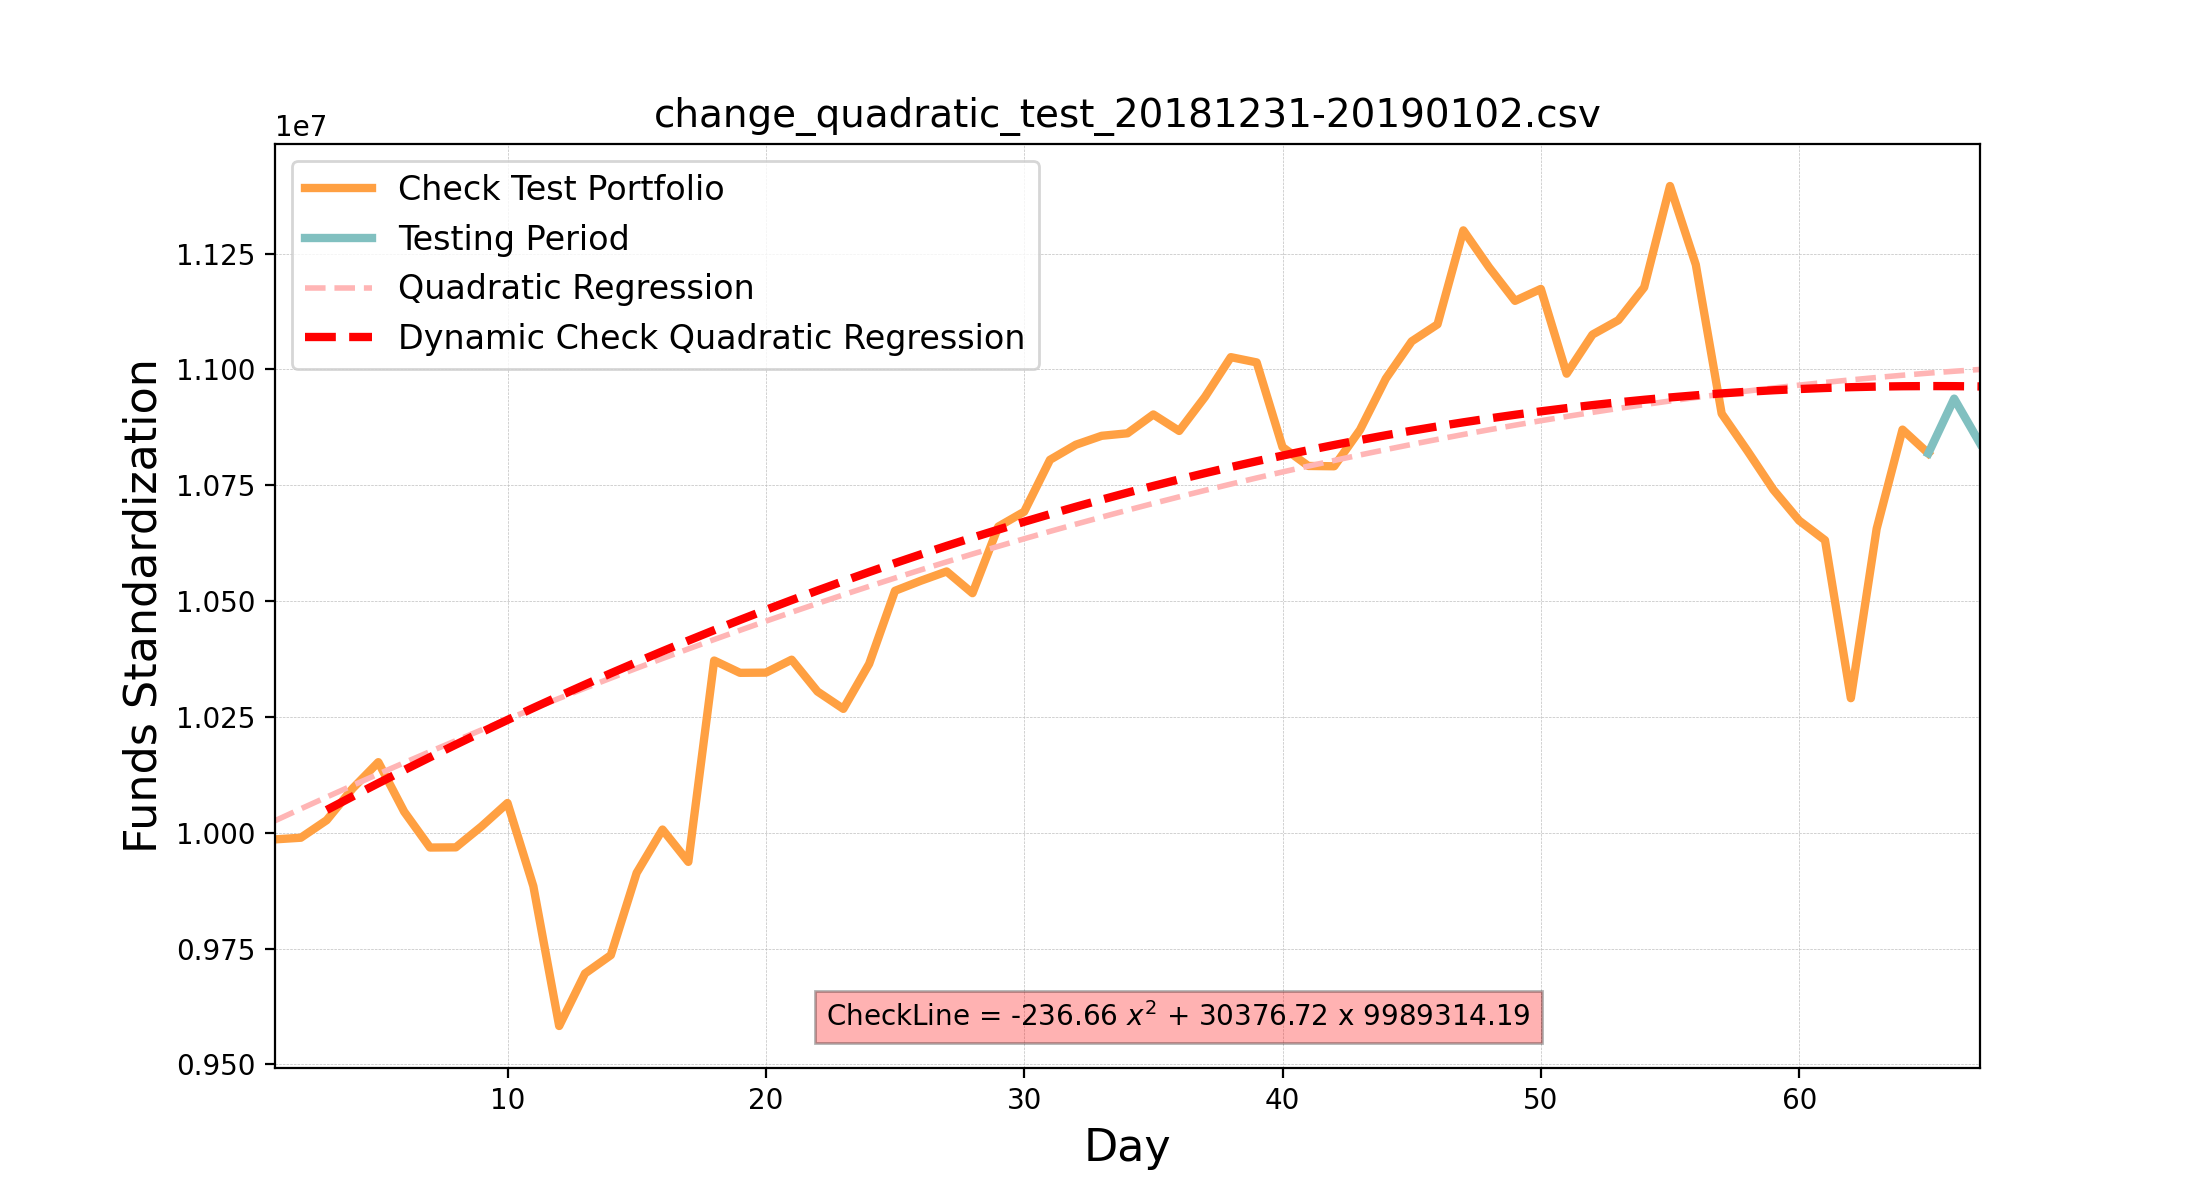 change_quadratic_test_20181231-20190102.csv
1e7
Check Test Portfolio
Testing Period
Quadratic Regression
Dynamic Check Quadratic Regression
Funds Standardization
1.125
1.100
1.075
1.050
1.025
1.000
0.975
0.950
CheckLine = -236.66 x² + 30376.72 x 9989314.19
10 20 30 40 50 60
Day